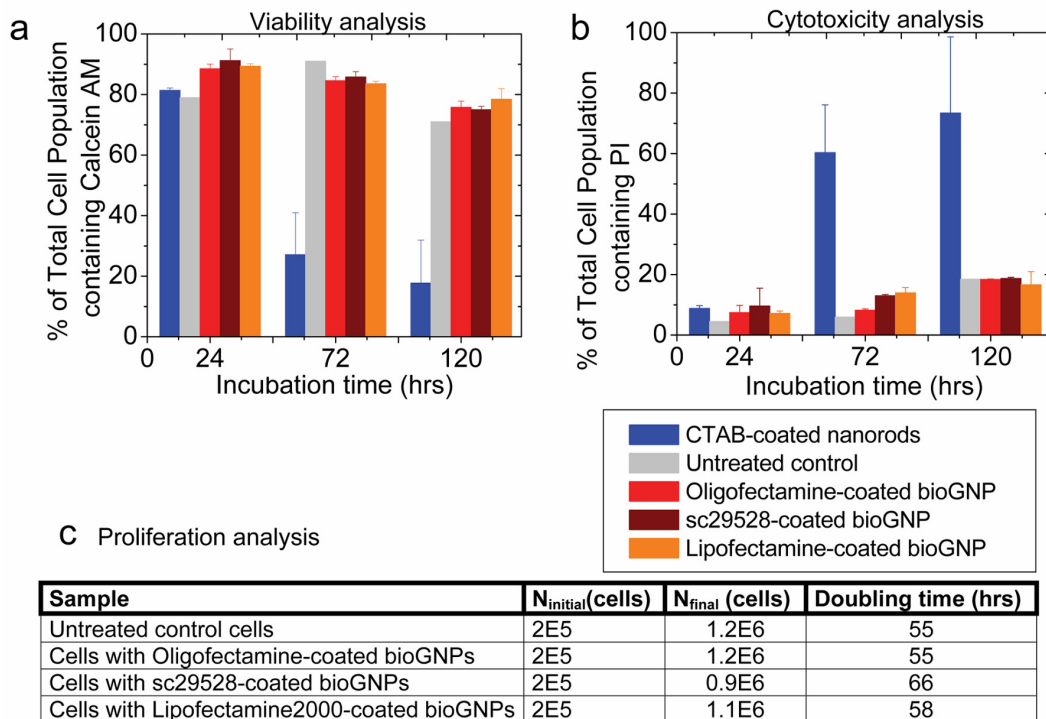 a
Viability analysis
% of Total Cell Population
containing Calcein AM
100
80
60
40
20
0
0 24 72 120
Incubation time (hrs)
b
Cytotoxicity analysis
% of Total Cell Population
containing PI
100
80
60
40
20
0
0 24 72 120
Incubation time (hrs)
CTAB-coated nanorods
Untreated control
Oligofectamine-coated bioGNP
sc29528-coated bioGNP
Lipofectamine-coated bioGNP
c Proliferation analysis
Sample Ninitial(cells) Nfinal (cells) Doubling time (hrs)
Untreated control cells 2E5 1.2E6 55
Cells with Oligofectamine-coated bioGNPs 2E5 1.2E6 55
Cells with sc29528-coated bioGNPs 2E5 0.9E6 66
Cells with Lipofectamine2000-coated bioGNPs 2E5 1.1E6 58